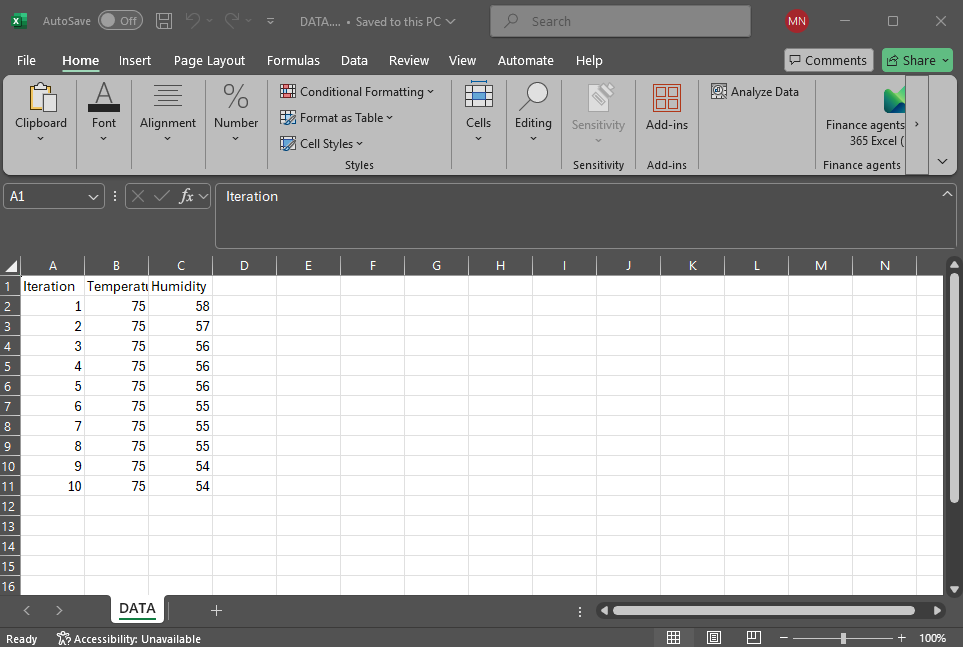 AutoSave Off DATA.... • Saved to this PC Search MN
File Home Insert Page Layout Formulas Data Review View Automate Help Comments Share
Clipboard Font Alignment Number Conditional Formatting Format as Table Cell Styles Cells Editing Sensitivity Add-ins Analyze Data Finance agents
365 Excel (
Styles Sensitivity Add-ins Finance agents
A1 fx Iteration
A B C D E F G H I J K L M N
1 Iteration Temperatu Humidity
2 1 75 58
3 2 75 57
4 3 75 56
5 4 75 56
6 5 75 56
7 6 75 55
8 7 75 55
9 8 75 55
10 9 75 54
11 10 75 54
12
13
14
15
16
DATA
Ready Accessibility: Unavailable 100%